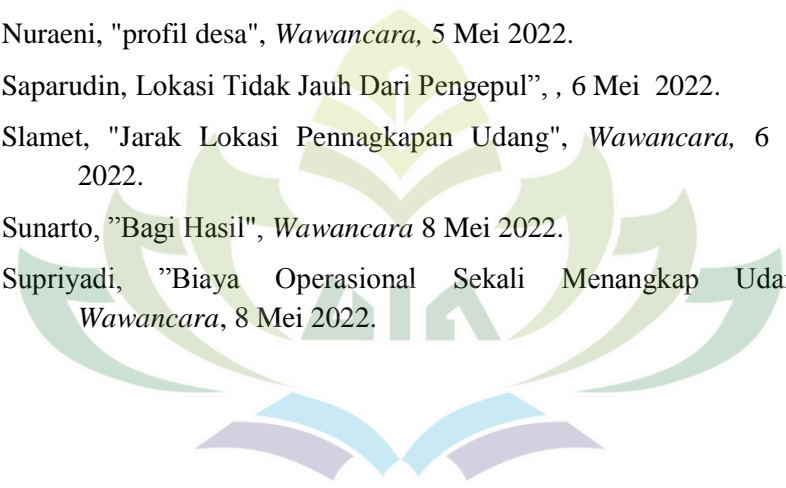 Nuraeni, "profil desa", Wawancara, 5 Mei 2022.
Saparudin, Lokasi Tidak Jauh Dari Pengepul”, , 6 Mei 2022.
Slamet, "Jarak Lokasi Pennagkapan Udang", Wawancara, 6
2022.
Sunarto, ”Bagi Hasil", Wawancara 8 Mei 2022.
Supriyadi, ”Biaya Operasional Sekali Menangkap
Wawancara, 8 Mei 2022.